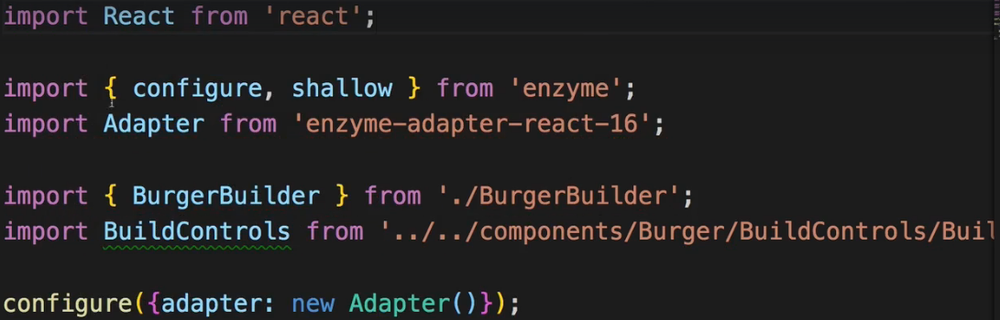 import React from 'react';
import { configure, shallow } from 'enzyme';
import Adapter from 'enzyme-adapter-react-16';
import { BurgerBuilder } from './BurgerBuilder';
import BuildControls from '../../components/Burger/BuildControls/Buil
configure({adapter: new Adapter()});